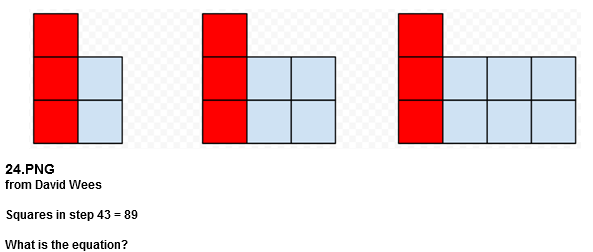 24.PNG
from David Wees
Squares in step 43 = 89
What is the equation?